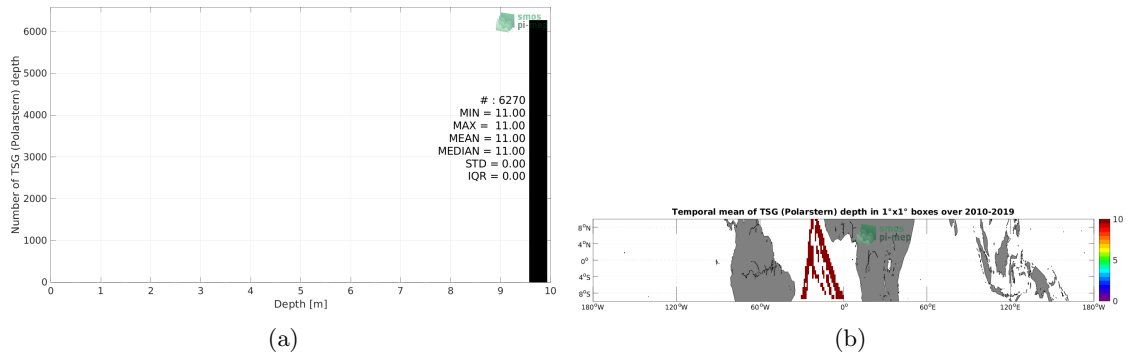 6000
5000
4000
3000
2000
1000
0
Number of TSG (Polarstern) depth
smos
pi-mep
# : 6270
MIN = 11.00
MAX = 11.00
MEAN = 11.00
MEDIAN = 11.00
STD = 0.00
IQR = 0.00
0 1 2 3 4 5 6 7 8 9 10
Depth [m]
(a)
Temporal mean of TSG (Polarstern) depth in 1°x1° boxes over 2010-2019
smos
pi-mep
8°N
4°N
0°
4°S
8°S
180°W 120°W 60°W 0° 60°E 120°E 180°W
10
5
0
(b)